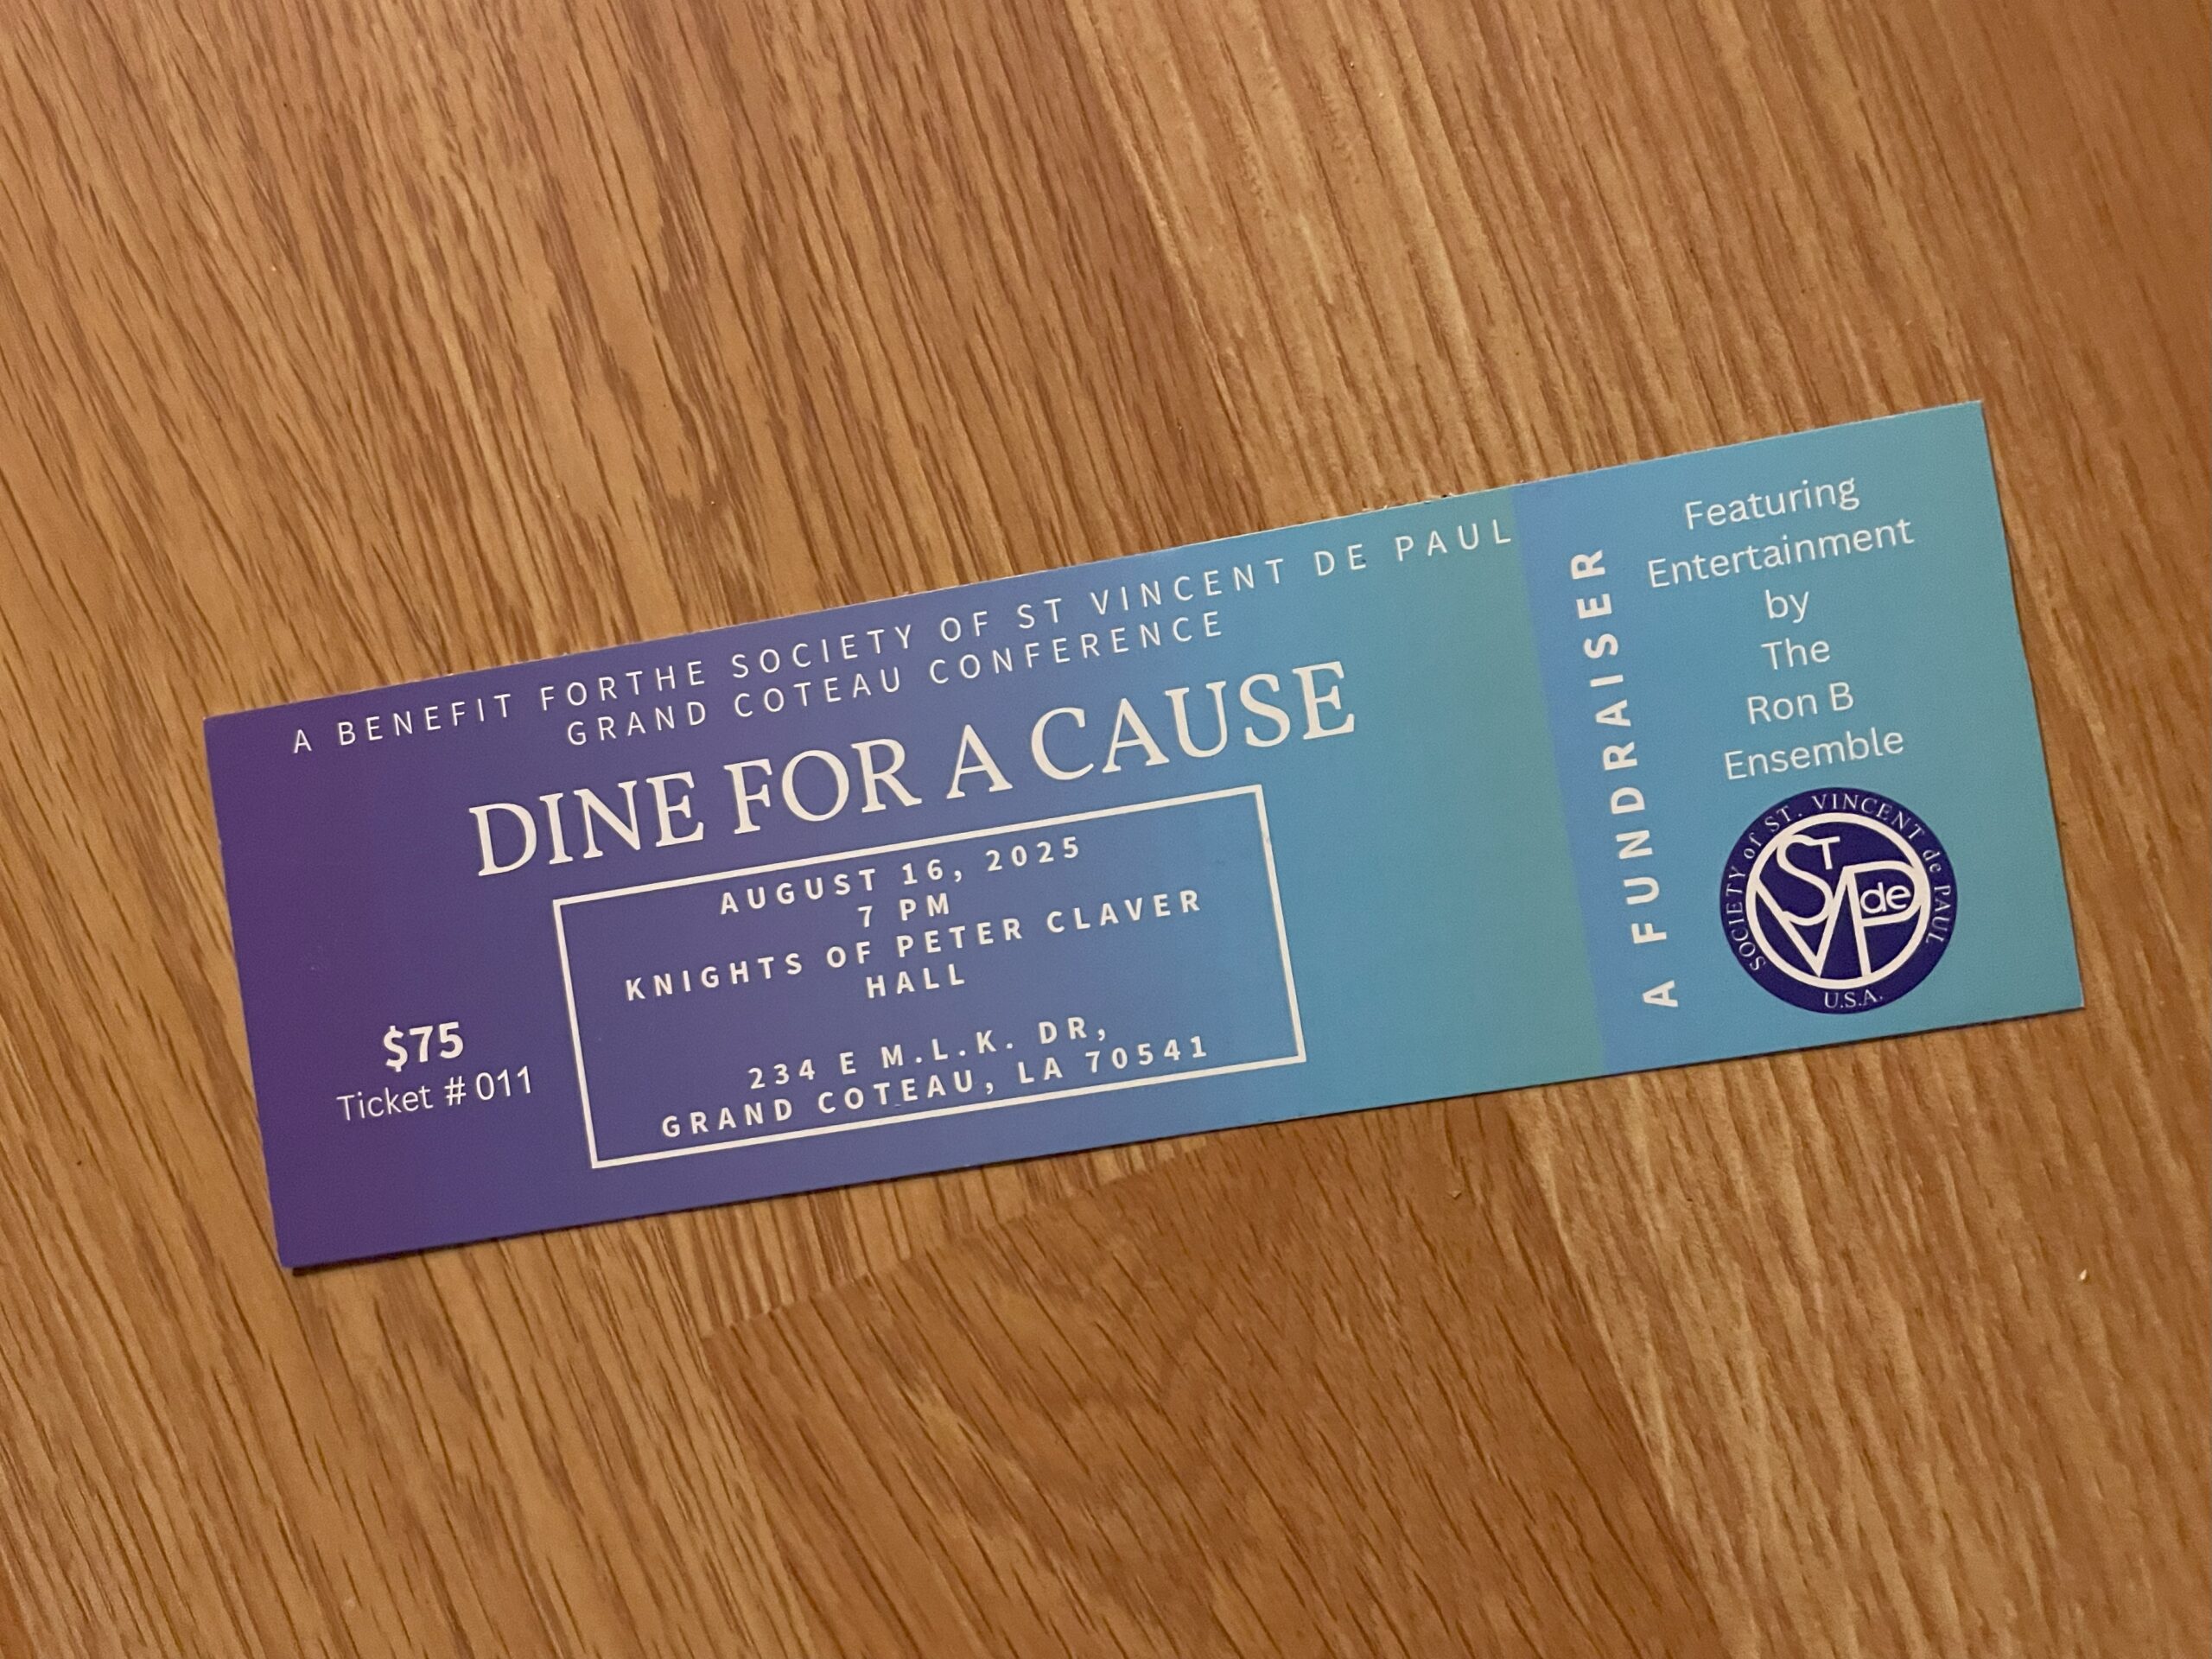 A BENEFIT FORTHE SOCIETY OF ST VINCENT DE PAUL
GRAND COTEAU CONFERENCE
DINE FOR A CAUSE
AUGUST 16, 2025
7 PM
KNIGHTS OF PETER CLAVER
HALL
234 E M.L.K. DR,
GRAND COTEAU, LA 70541
$75
Ticket # 011
A FUNDRAISER
Featuring
Entertainment
by
The
Ron B
Ensemble
SOCIETY of ST. VINCENT de PAUL
ST
V de P
U.S.A.